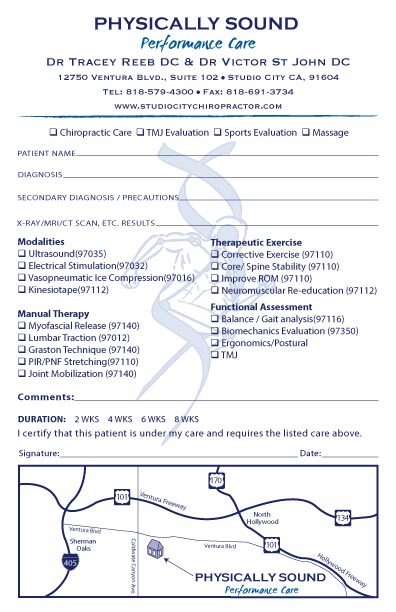 PHYSICALLY SOUND
Performance Care
DR TRACEY REEB DC & DR VICTOR ST JOHN DC
12750 VENTURA BLVD., SUITE 102 • STUDIO CITY CA, 91604
TEL: 818-579-4300 • FAX: 818-691-3734
WWW.STUDIOCITYCHIROPRACTOR.COM
❑ Chiropractic Care ❑ TMJ Evaluation ❑ Sports Evaluation ❑ Massage
PATIENT NAME
DIAGNOSIS
SECONDARY DIAGNOSIS / PRECAUTIONS
X-RAY/MRI/CT SCAN, ETC. RESULTS
Modalities
❑ Ultrasound(97035)
❑ Electrical Stimulation(97032)
❑ Vasopneumatic Ice Compression(97016)
❑ Kinesiotape(97112)
Manual Therapy
❑ Myofascial Release (97140)
❑ Lumbar Traction (97012)
❑ Graston Technique (97140)
❑ PIR/PNF Stretching(97110)
❑ Joint Mobilization (97140)
Therapeutic Exercise
❑ Corrective Exercise (97110)
❑ Core/ Spine Stability (97110)
❑ Improve ROM (97110)
❑ Neuromuscular Re-education (97112)
Functional Assessment
❑ Balance / Gait analysis(97116)
❑ Biomechanics Evaluation (97350)
❑ Ergonomics/Postural
❑ TMJ
Comments:
DURATION: 2 WKS 4 WKS 6 WKS 8 WKS
I certify that this patient is under my care and requires the listed care above.
Signature: Date:
170
101
Ventura Freeway
North
Hollywood
134
Ventura Blvd
Sherman
Oaks
405
Coldwater Canyon Ave.
Ventura Blvd
101
Hollywood Freeway
PHYSICALLY SOUND
Performance Care